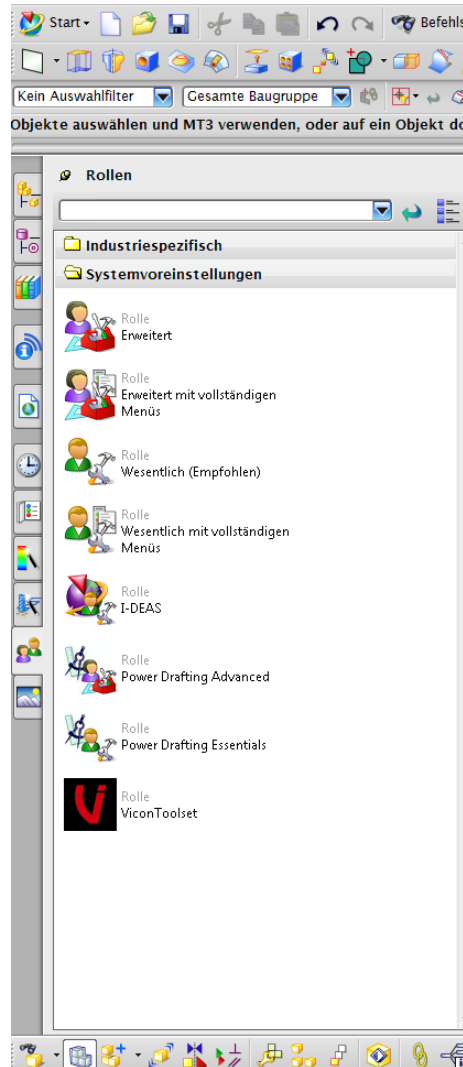 Start
Befehls
Kein Auswahlfilter
Gesamte Baugruppe
Objekte auswählen und MT3 verwenden, oder auf ein Objekt do
Rollen
Industriespezifisch
Systemvoreinstellungen
Rolle
Erweitert
Rolle
Erweitert mit vollständigen
Menüs
Rolle
Wesentlich (Empfohlen)
Rolle
Wesentlich mit vollständigen
Menüs
Rolle
I-DEAS
Rolle
Power Drafting Advanced
Rolle
Power Drafting Essentials
Rolle
ViconToolset